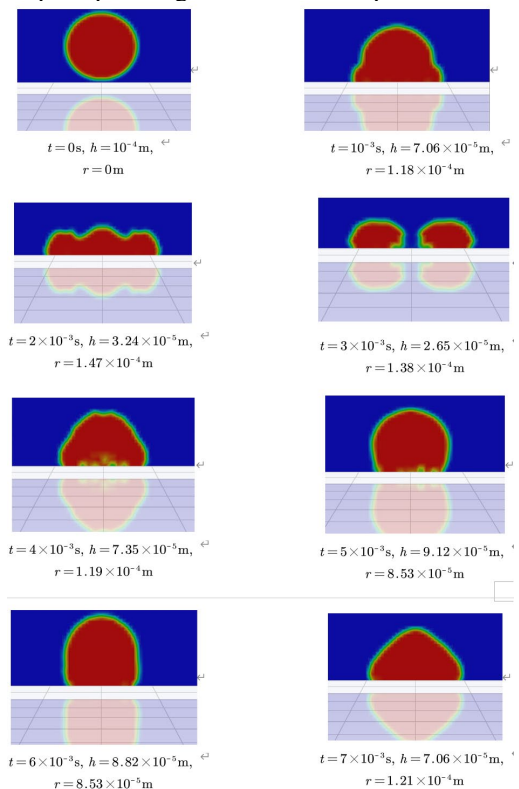 t=0s, h=10⁻⁴m,↵
r=0m
t=10⁻³s, h=7.06×10⁻⁵m,↵
r=1.18×10⁻⁴m
t=2×10⁻³s, h=3.24×10⁻⁵m,↵
r=1.47×10⁻⁴m
t=3×10⁻³s, h=2.65×10⁻⁵m,
r=1.38×10⁻⁴m
t=4×10⁻³s, h=7.35×10⁻⁵m,↵
r=1.19×10⁻⁴m
t=5×10⁻³s, h=9.12×10⁻⁵m,
r=8.53×10⁻⁵m
t=6×10⁻³s, h=8.82×10⁻⁵m,↵
r=8.53×10⁻⁵m
t=7×10⁻³s, h=7.06×10⁻⁵m,↵
r=1.21×10⁻⁴m